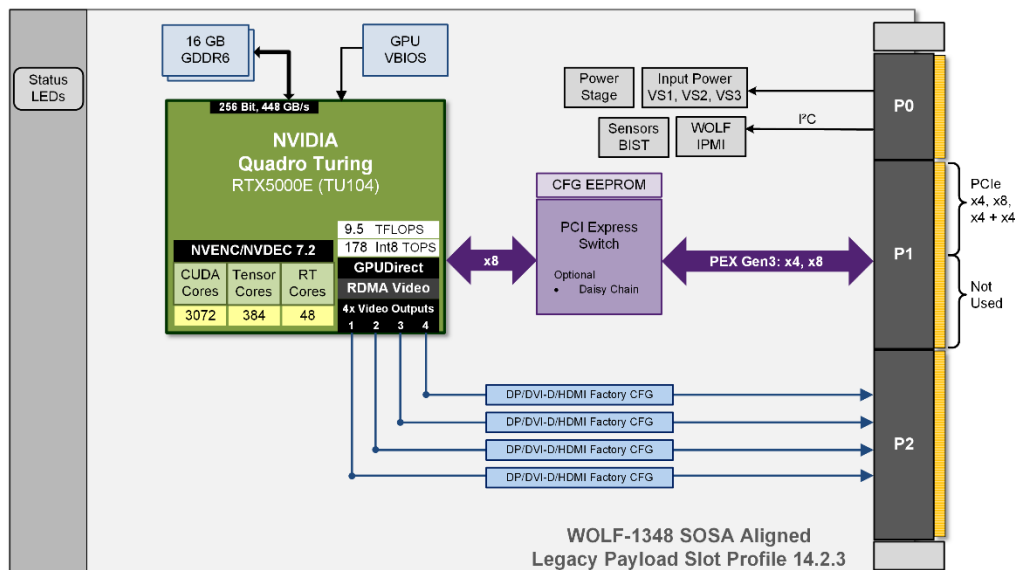 Status
LEDs
16 GB
GDDR6
GPU
VBIOS
256 Bit, 448 GB/s
NVIDIA
Quadro Turing
RTX5000E (TU104)
9.5 TFLOPS
178 Int8 TOPS
NVENC/NVDEC 7.2
GPUDirect
RDMA Video
CUDA
Cores
Tensor
Cores
RT
Cores
3072
384
48
4x Video Outputs
1 2 3 4
Power
Stage
Input Power
VS1, VS2, VS3
Sensors
BIST
WOLF
IPMI
I²C
CFG EEPROM
PCI Express
Switch
Optional
• Daisy Chain
x8
PEX Gen3: x4, x8
P0
P1
P2
PCIe
x4, x8,
x4 + x4
Not
Used
DP/DVI-D/HDMI Factory CFG
DP/DVI-D/HDMI Factory CFG
DP/DVI-D/HDMI Factory CFG
DP/DVI-D/HDMI Factory CFG
WOLF-1348 SOSA Aligned
Legacy Payload Slot Profile 14.2.3